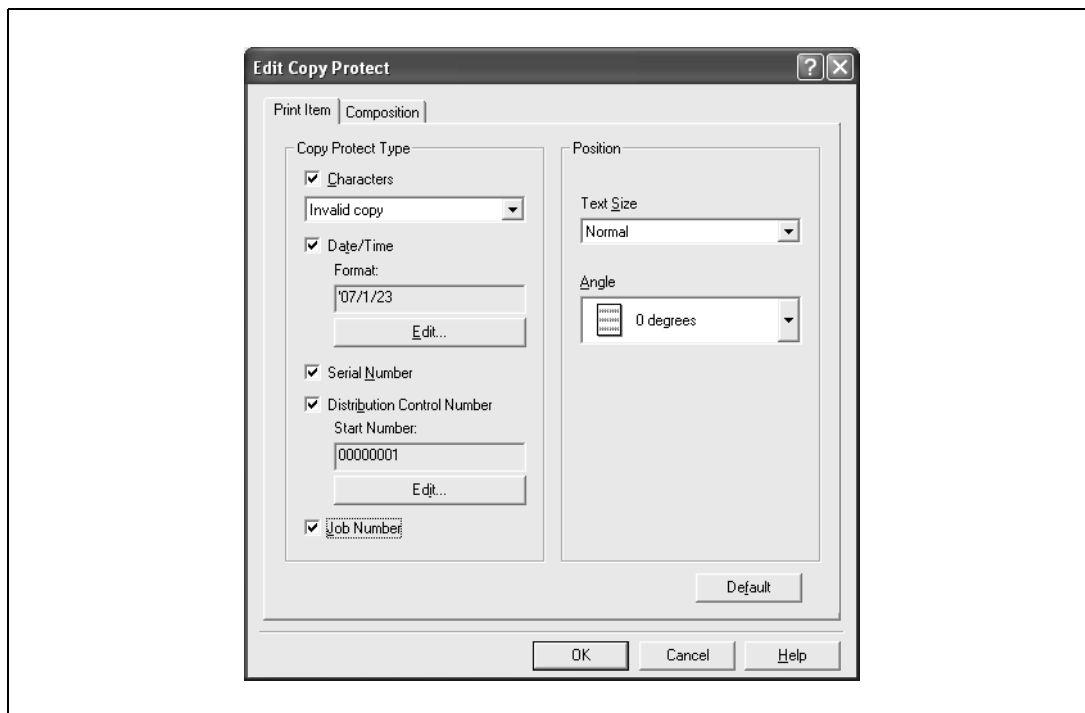 Edit Copy Protect
Print Item Composition
Copy Protect Type
Characters
Invalid copy
Date/Time
Format:
'07/1/23
Edit...
Serial Number
Distribution Control Number
Start Number:
00000001
Edit...
Job Number
Position
Text Size
Normal
Angle
0 degrees
Default
OK Cancel Help